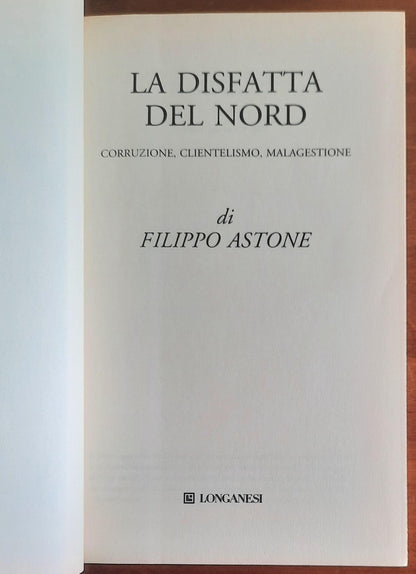 LA DISFATTA
DEL NORD
CORRUZIONE, CLIENTELISMO, MALAGESTIONE
di
FILIPPO ASTONE
LONGANESI